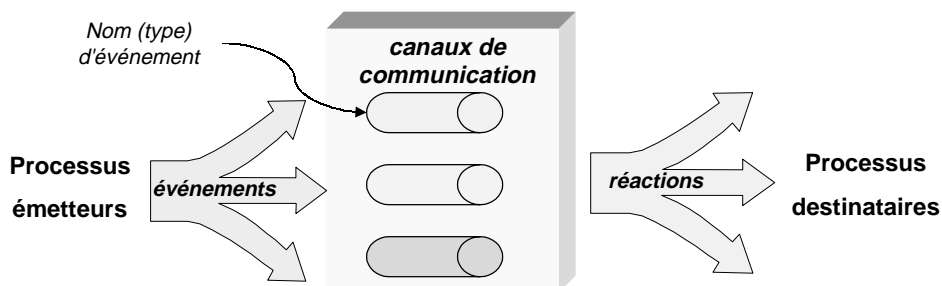 Nom (type)
d'événement
canaux de
communication
Processus
émetteurs
événements
réactions
Processus
destinataires